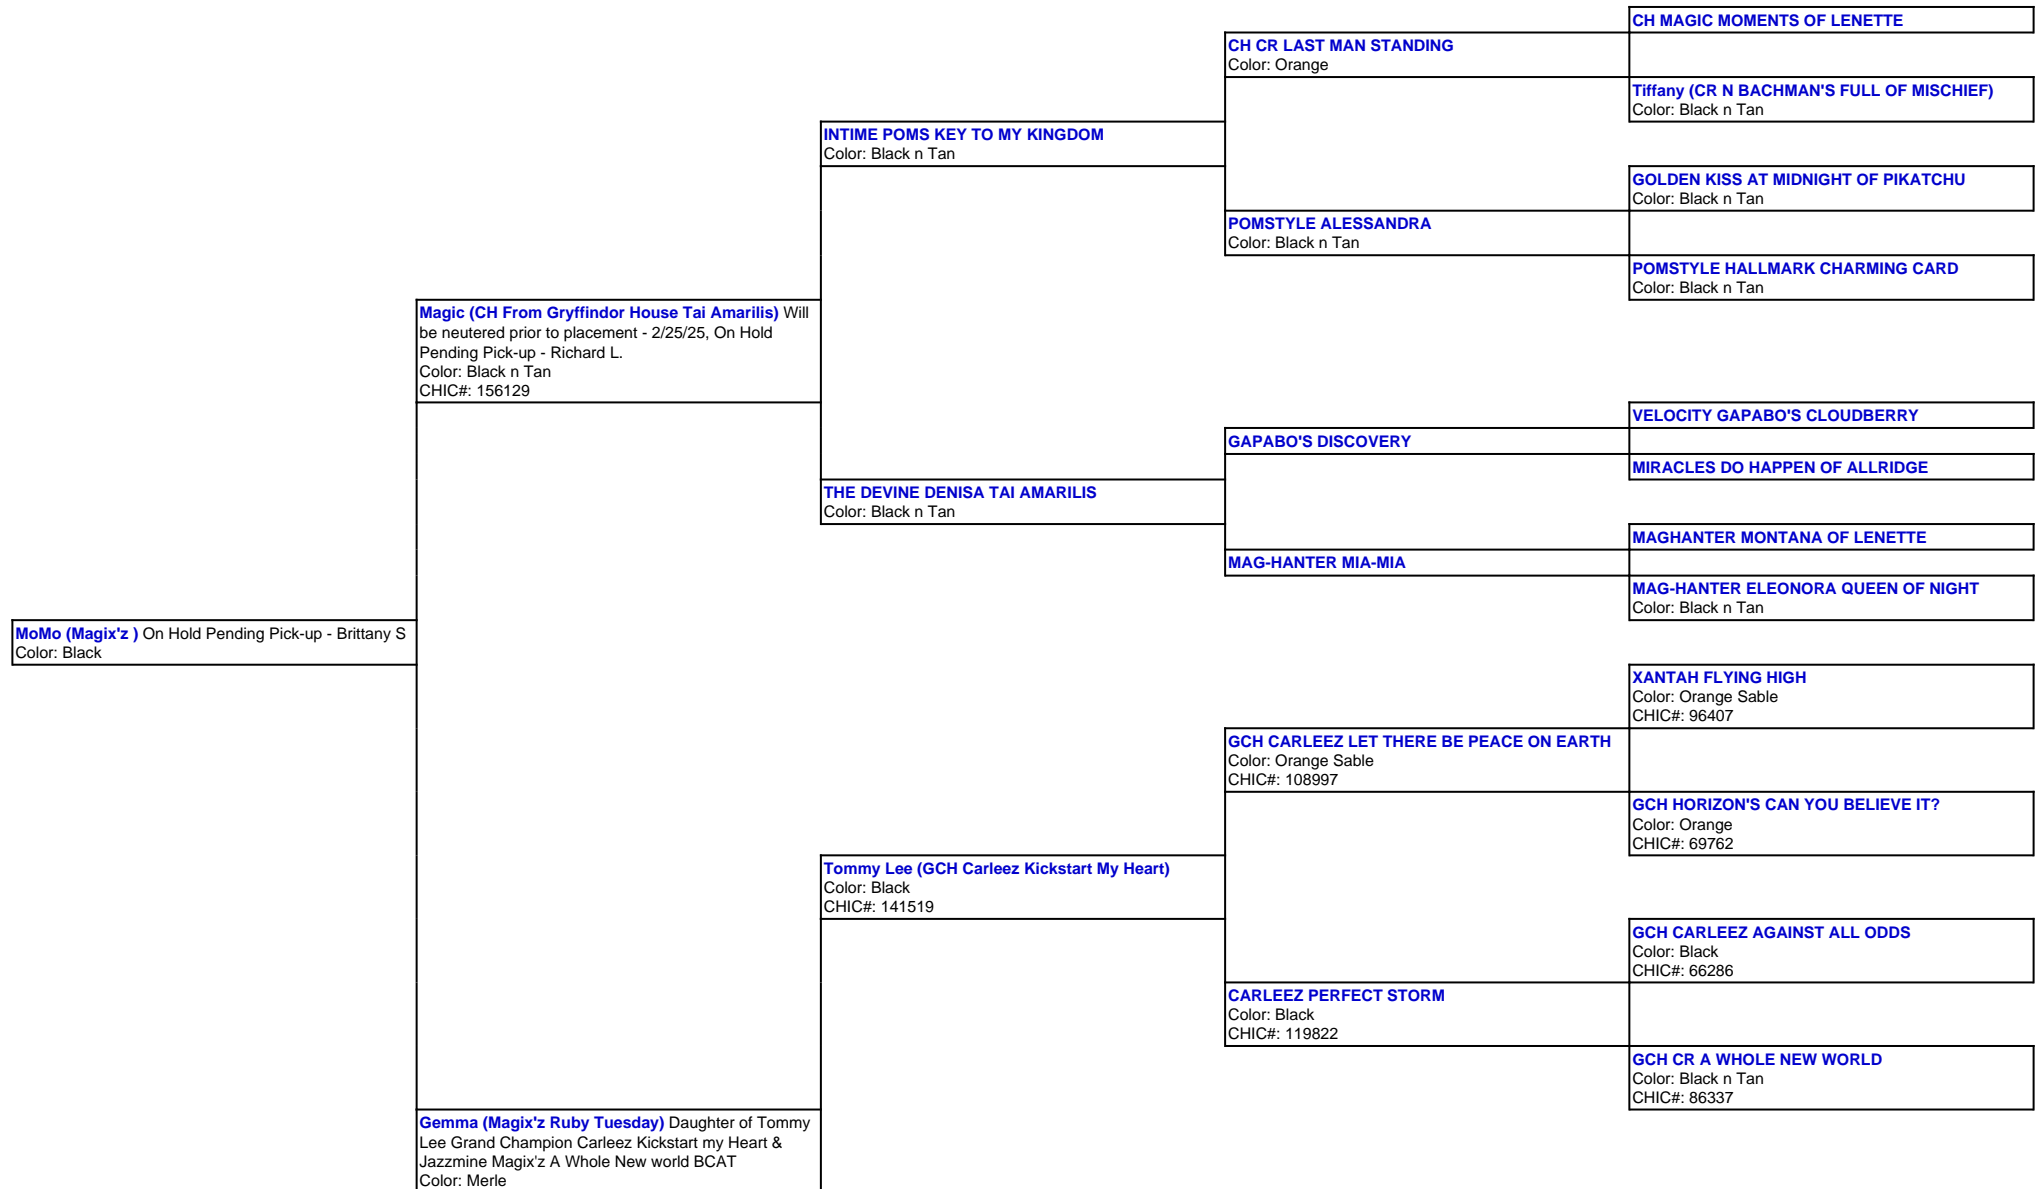 CH MAGIC MOMENTS OF LENETTE
CH CR LAST MAN STANDING
Color: Orange
Tiffany (CR N BACHMAN'S FULL OF MISCHIEF)
Color: Black n Tan
INTIME POMS KEY TO MY KINGDOM
Color: Black n Tan
GOLDEN KISS AT MIDNIGHT OF PIKATCHU
Color: Black n Tan
POMSTYLE ALESSANDRA
Color: Black n Tan
POMSTYLE HALLMARK CHARMING CARD
Color: Black n Tan
Magic (CH From Gryffindor House Tai Amarilis) Will
be neutered prior to placement - 2/25/25, On Hold
Pending Pick-up - Richard L.
Color: Black n Tan
CHIC#: 156129
VELOCITY GAPABO'S CLOUDBERRY
GAPABO'S DISCOVERY
MIRACLES DO HAPPEN OF ALLRIDGE
THE DEVINE DENISA TAI AMARILIS
Color: Black n Tan
MAGHANTER MONTANA OF LENETTE
MAG-HANTER MIA-MIA
MAG-HANTER ELEONORA QUEEN OF NIGHT
Color: Black n Tan
MoMo (Magix'z ) On Hold Pending Pick-up - Brittany S
Color: Black
XANTAH FLYING HIGH
Color: Orange Sable
CHIC#: 96407
GCH CARLEEZ LET THERE BE PEACE ON EARTH
Color: Orange Sable
CHIC#: 108997
GCH HORIZON'S CAN YOU BELIEVE IT?
Color: Orange
CHIC#: 69762
Tommy Lee (GCH Carleez Kickstart My Heart)
Color: Black
CHIC#: 141519
GCH CARLEEZ AGAINST ALL ODDS
Color: Black
CHIC#: 66286
CARLEEZ PERFECT STORM
Color: Black
CHIC#: 119822
GCH CR A WHOLE NEW WORLD
Color: Black n Tan
CHIC#: 86337
Gemma (Magix'z Ruby Tuesday) Daughter of Tommy
Lee Grand Champion Carleez Kickstart my Heart &
Jazzmine Magix'z A Whole New world BCAT
Color: Merle